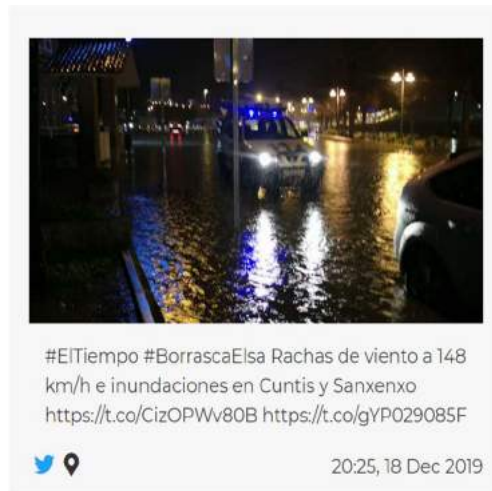 #ElTiempo #BorrascaElsa Rachas de viento a 148
km/h e inundaciones en Cuntis y Sanxenxo
https://t.co/CizOPWv80B https://t.co/gYP029085F
20:25, 18 Dec 2019